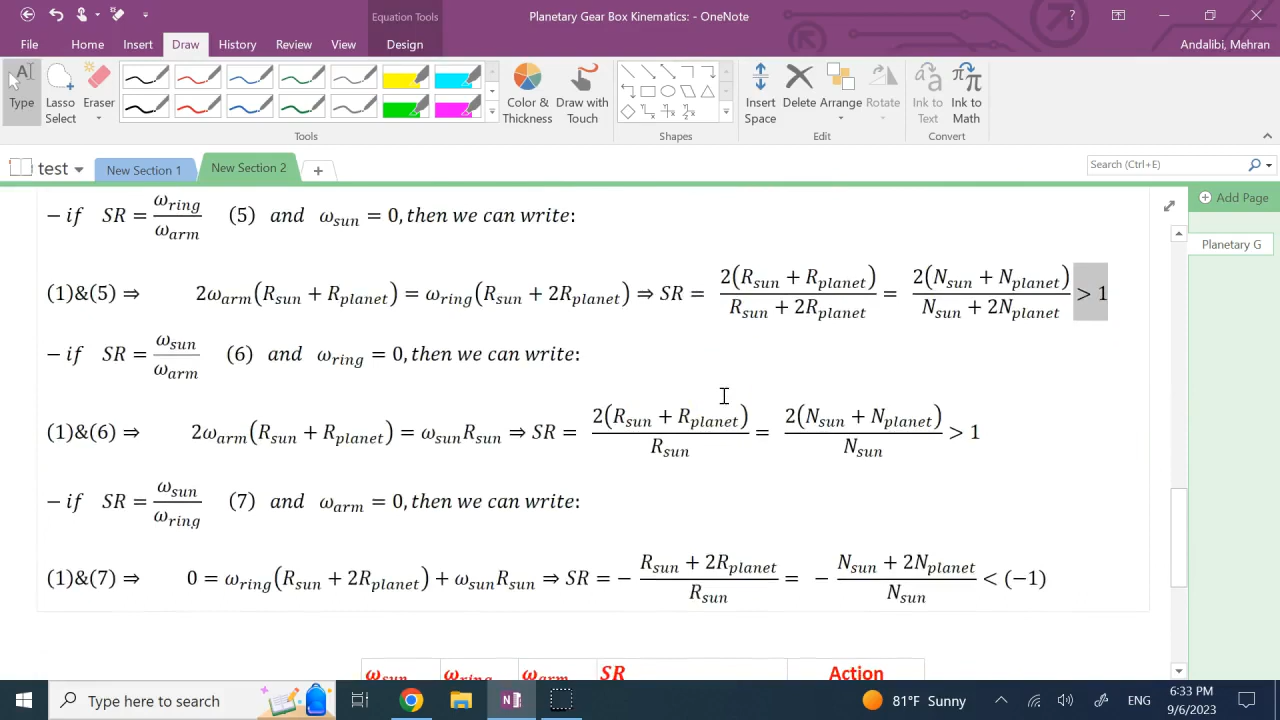 Equation Tools
Planetary Gear Box Kinematics: - OneNote
?
File Home Insert Draw History Review View Design
Andalibi, Mehran
Type
Lasso Select
Eraser
Color & Thickness
Draw with Touch
Insert Space
Delete
Arrange
Rotate
Ink to Text
Ink to Math
Tools
Shapes
Edit
Convert
test
New Section 1
New Section 2
+
Search (Ctrl+E)
Add Page
Planetary G
− if SR = ω_ring/ω_arm (5) and ω_sun = 0, then we can write:
(1)&(5) ⇒ 2ω_arm(R_sun + R_planet) = ω_ring(R_sun + 2R_planet) ⇒ SR = 2(R_sun + R_planet)/(R_sun + 2R_planet) = 2(N_sun + N_planet)/(N_sun + 2N_planet) > 1
− if SR = ω_sun/ω_arm (6) and ω_ring = 0, then we can write:
(1)&(6) ⇒ 2ω_arm(R_sun + R_planet) = ω_sun R_sun ⇒ SR = 2(R_sun + R_planet)/R_sun = 2(N_sun + N_planet)/N_sun > 1
− if SR = ω_sun/ω_ring (7) and ω_arm = 0, then we can write:
(1)&(7) ⇒ 0 = ω_ring(R_sun + 2R_planet) + ω_sun R_sun ⇒ SR = − (R_sun + 2R_planet)/R_sun = − (N_sun + 2N_planet)/N_sun < (−1)
ω_sun ω_ring ω_arm SR Action
Type here to search
81°F Sunny
ENG
6:33 PM
9/6/2023